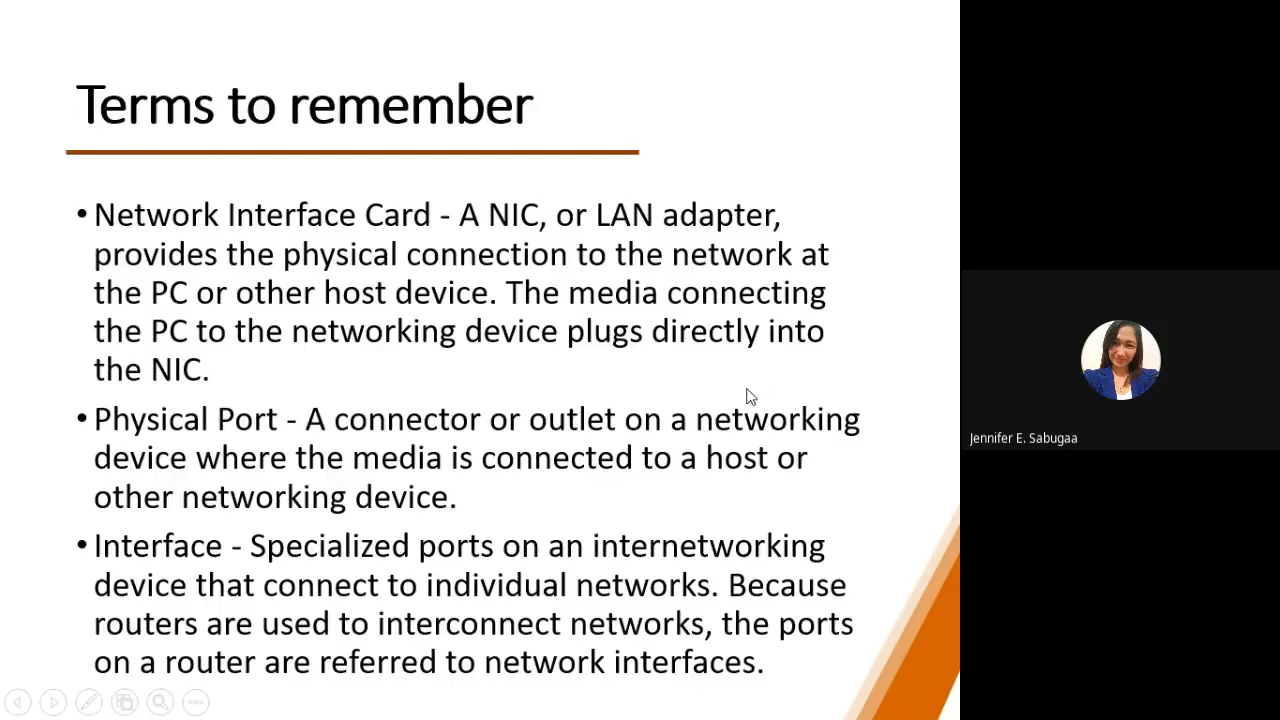 Terms to remember
• Network Interface Card - A NIC, or LAN adapter,
provides the physical connection to the network at
the PC or other host device. The media connecting
the PC to the networking device plugs directly into
the NIC.
• Physical Port - A connector or outlet on a networking
device where the media is connected to a host or
other networking device.
• Interface - Specialized ports on an internetworking
device that connect to individual networks. Because
routers are used to interconnect networks, the ports
on a router are referred to network interfaces.
Jennifer E. Sabugaa